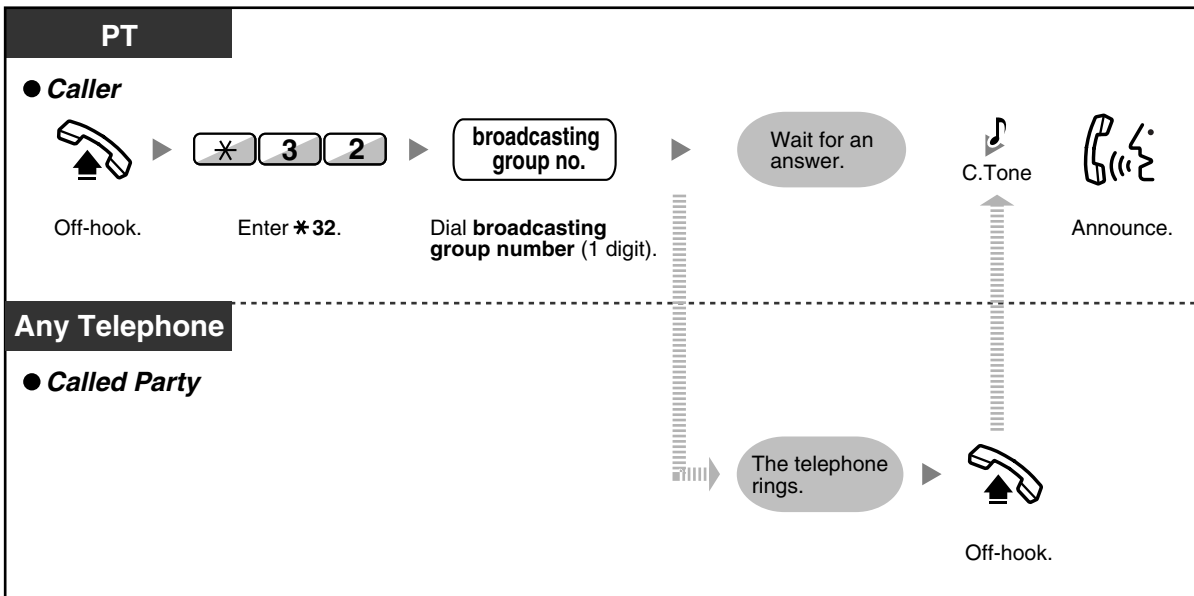 PT
● Caller
✳ 3 2
broadcasting
group no.
Wait for an
answer.
C.Tone
Off-hook.
Enter ✳32.
Dial broadcasting
group number (1 digit).
Announce.
Any Telephone
● Called Party
The telephone
rings.
Off-hook.